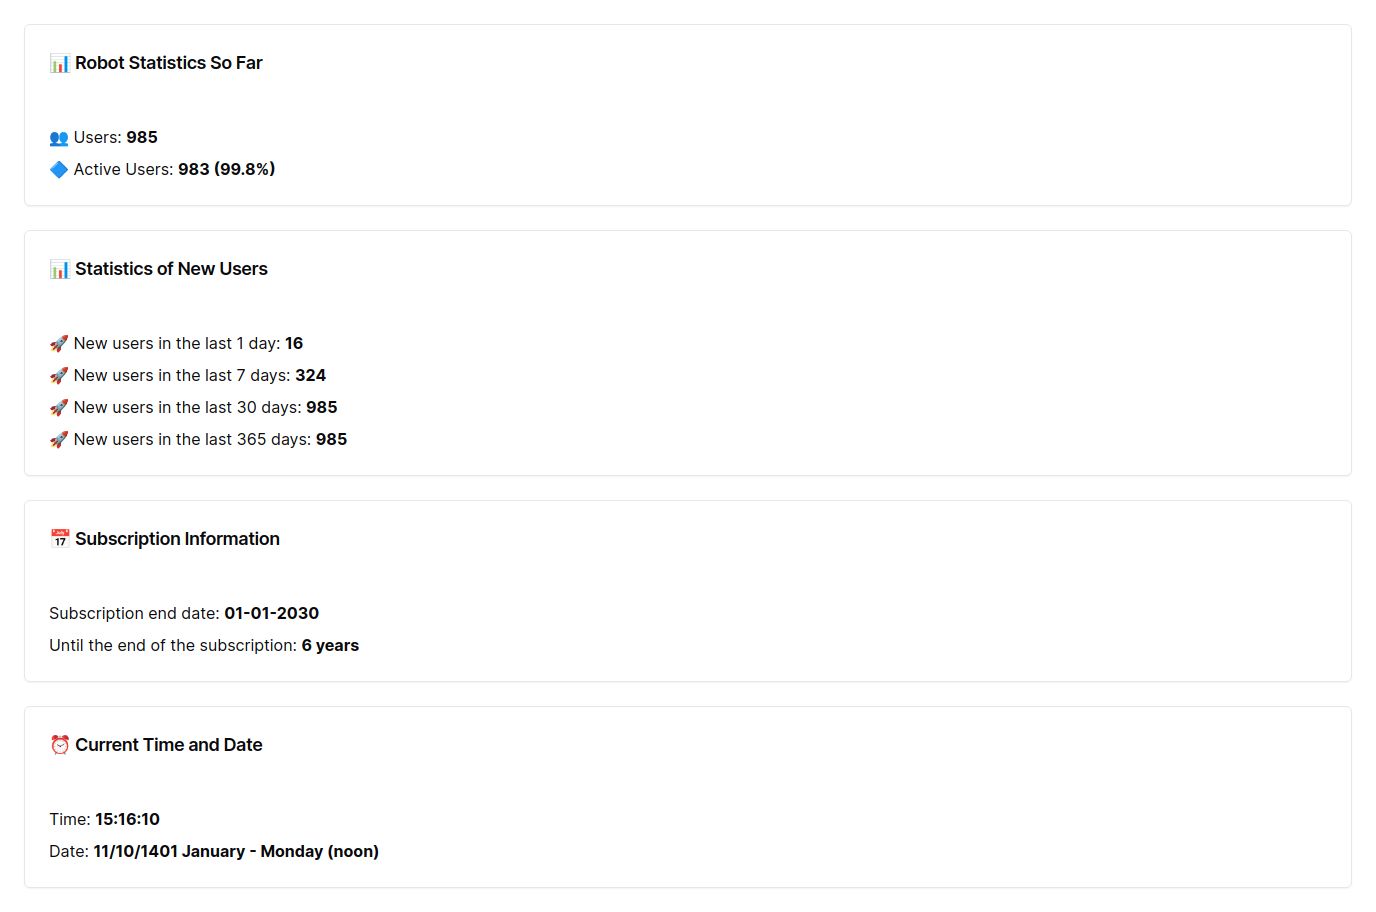 📊 Robot Statistics So Far
👥 Users: 985
🔷 Active Users: 983 (99.8%)
📊 Statistics of New Users
🚀 New users in the last 1 day: 16
🚀 New users in the last 7 days: 324
🚀 New users in the last 30 days: 985
🚀 New users in the last 365 days: 985
📅 Subscription Information
Subscription end date: 01-01-2030
Until the end of the subscription: 6 years
⏰ Current Time and Date
Time: 15:16:10
Date: 11/10/1401 January - Monday (noon)